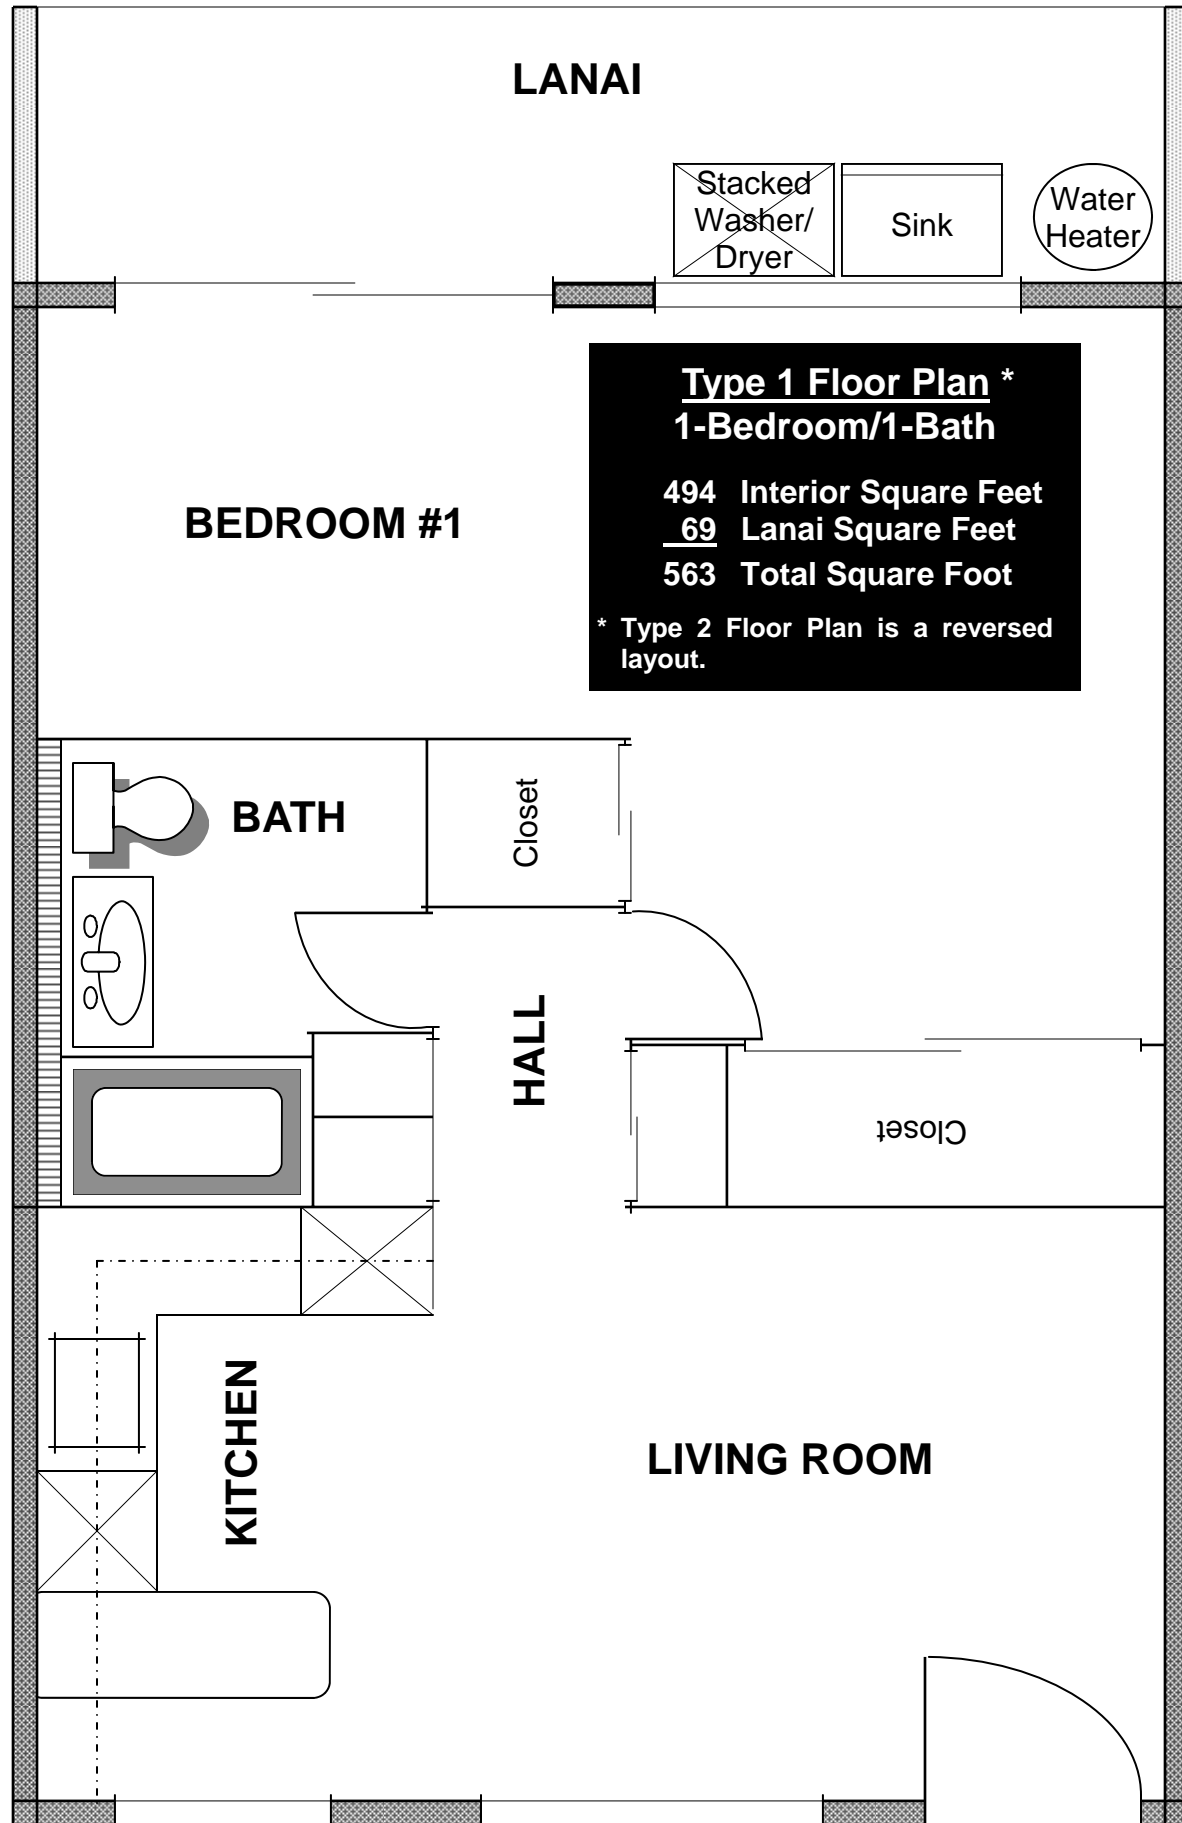 LANAI
Stacked
Washer/
Dryer
Sink
Water
Heater
Type 1 Floor Plan *
1-Bedroom/1-Bath
494 Interior Square Feet
69 Lanai Square Feet
563 Total Square Foot
* Type 2 Floor Plan is a reversed
layout.
BEDROOM #1
BATH
Closet
HALL
Closet
KITCHEN
LIVING ROOM